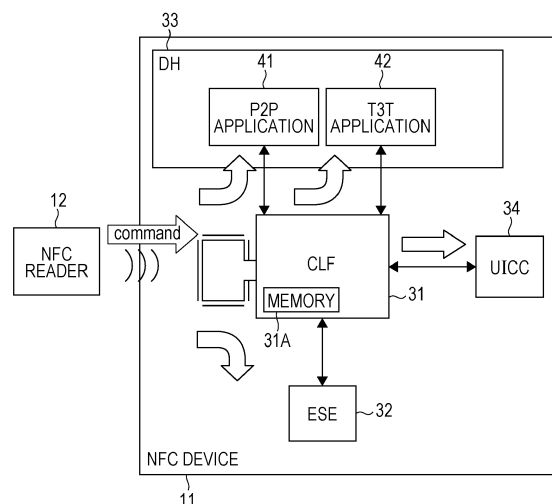 33
DH
41
42
P2P
APPLICATION
T3T
APPLICATION
12
command
34
NFC
READER
CLF
UICC
MEMORY
31
31A
ESE
32
NFC DEVICE
11